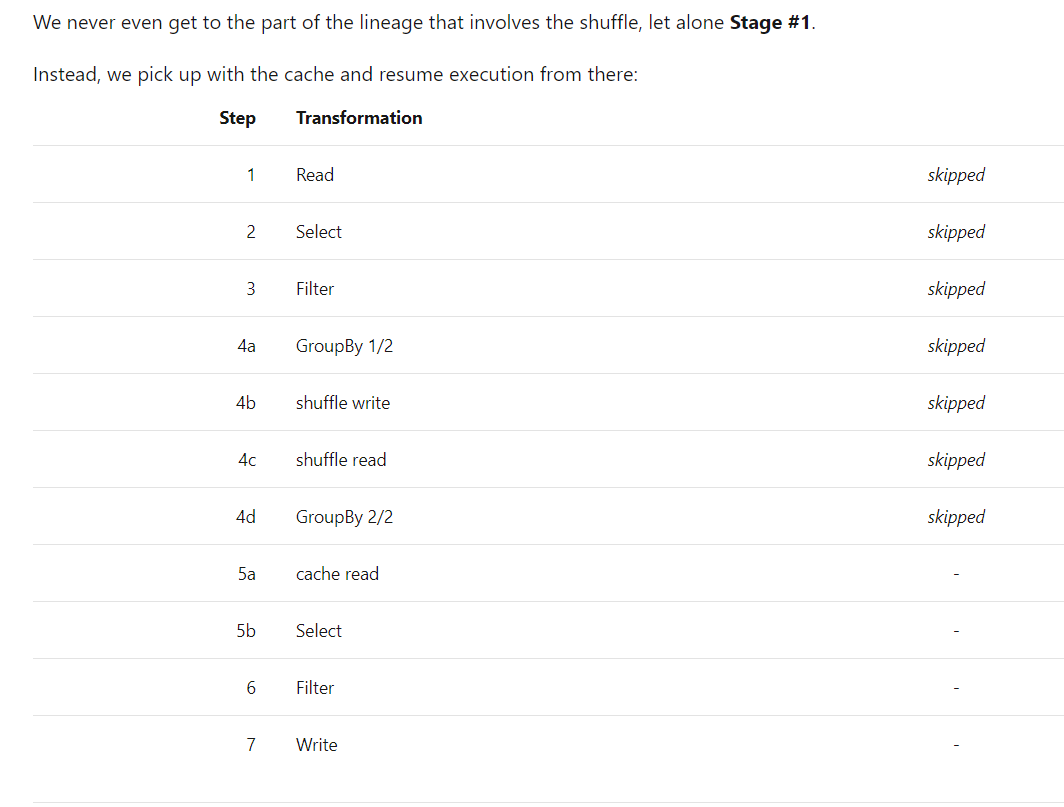 We never even get to the part of the lineage that involves the shuffle, let alone Stage #1.
Instead, we pick up with the cache and resume execution from there:
Step Transformation
1 Read skipped
2 Select skipped
3 Filter skipped
4a GroupBy 1/2 skipped
4b shuffle write skipped
4c shuffle read skipped
4d GroupBy 2/2 skipped
5a cache read -
5b Select -
6 Filter -
7 Write -